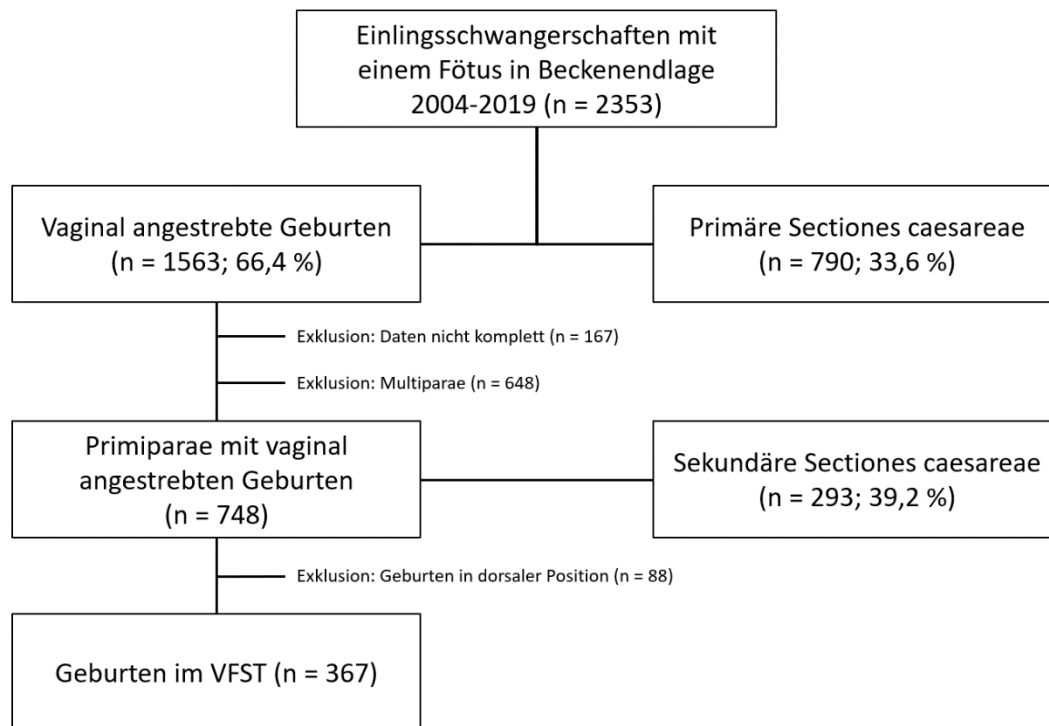 Einlingsschwangerschaften mit
einem Fötus in Beckenendlage
2004-2019 (n = 2353)
Vaginal angestrebte Geburten
(n = 1563; 66,4 %)
Primäre Sectiones caesareae
(n = 790; 33,6 %)
Exklusion: Daten nicht komplett (n = 167)
Exklusion: Multiparae (n = 648)
Primiparae mit vaginal
angestrebten Geburten
(n = 748)
Sekundäre Sectiones caesareae
(n = 293; 39,2 %)
Exklusion: Geburten in dorsaler Position (n = 88)
Geburten im VFST (n = 367)